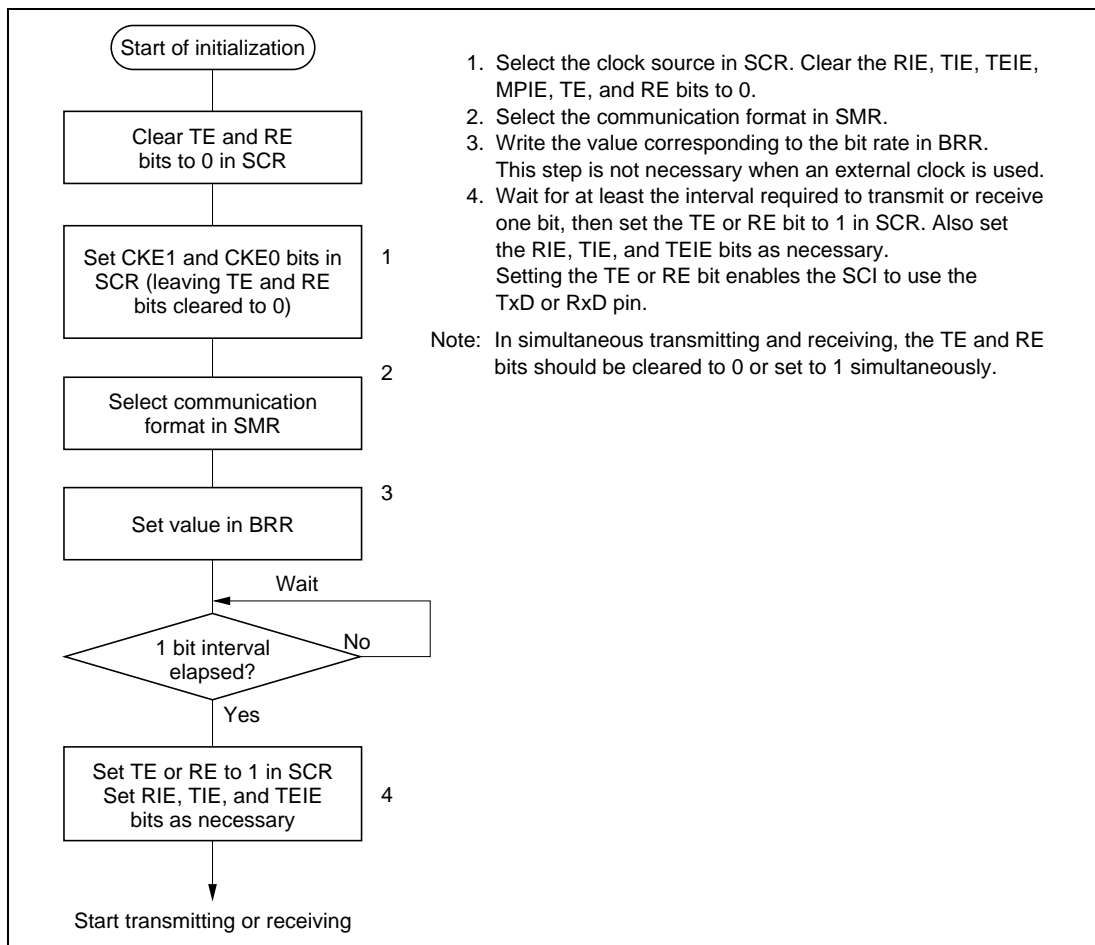 Start of initialization
Clear TE and RE
bits to 0 in SCR
Set CKE1 and CKE0 bits in
SCR (leaving TE and RE
bits cleared to 0)
1
2
Select communication
format in SMR
3
Set value in BRR
Wait
1 bit interval
elapsed?
No
Yes
Set TE or RE to 1 in SCR
Set RIE, TIE, and TEIE
bits as necessary
4
Start transmitting or receiving
1. Select the clock source in SCR. Clear the RIE, TIE, TEIE,
MPIE, TE, and RE bits to 0.
2. Select the communication format in SMR.
3. Write the value corresponding to the bit rate in BRR.
This step is not necessary when an external clock is used.
4. Wait for at least the interval required to transmit or receive
one bit, then set the TE or RE bit to 1 in SCR. Also set
the RIE, TIE, and TEIE bits as necessary.
Setting the TE or RE bit enables the SCI to use the
TxD or RxD pin.
Note: In simultaneous transmitting and receiving, the TE and RE
bits should be cleared to 0 or set to 1 simultaneously.